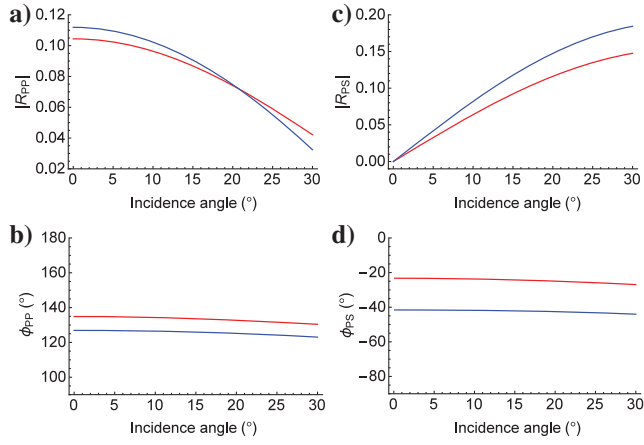 a)
|R_PP|
0.12
0.10
0.08
0.06
0.04
0.02
0 5 10 15 20 25 30
Incidence angle (°)
c)
|R_PS|
0.20
0.15
0.10
0.05
0.00
0 5 10 15 20 25 30
Incidence angle (°)
b)
ϕ_PP (°)
180
160
140
120
100
0 5 10 15 20 25 30
Incidence angle (°)
d)
ϕ_PS (°)
0
−20
−40
−60
−80
0 5 10 15 20 25 30
Incidence angle (°)